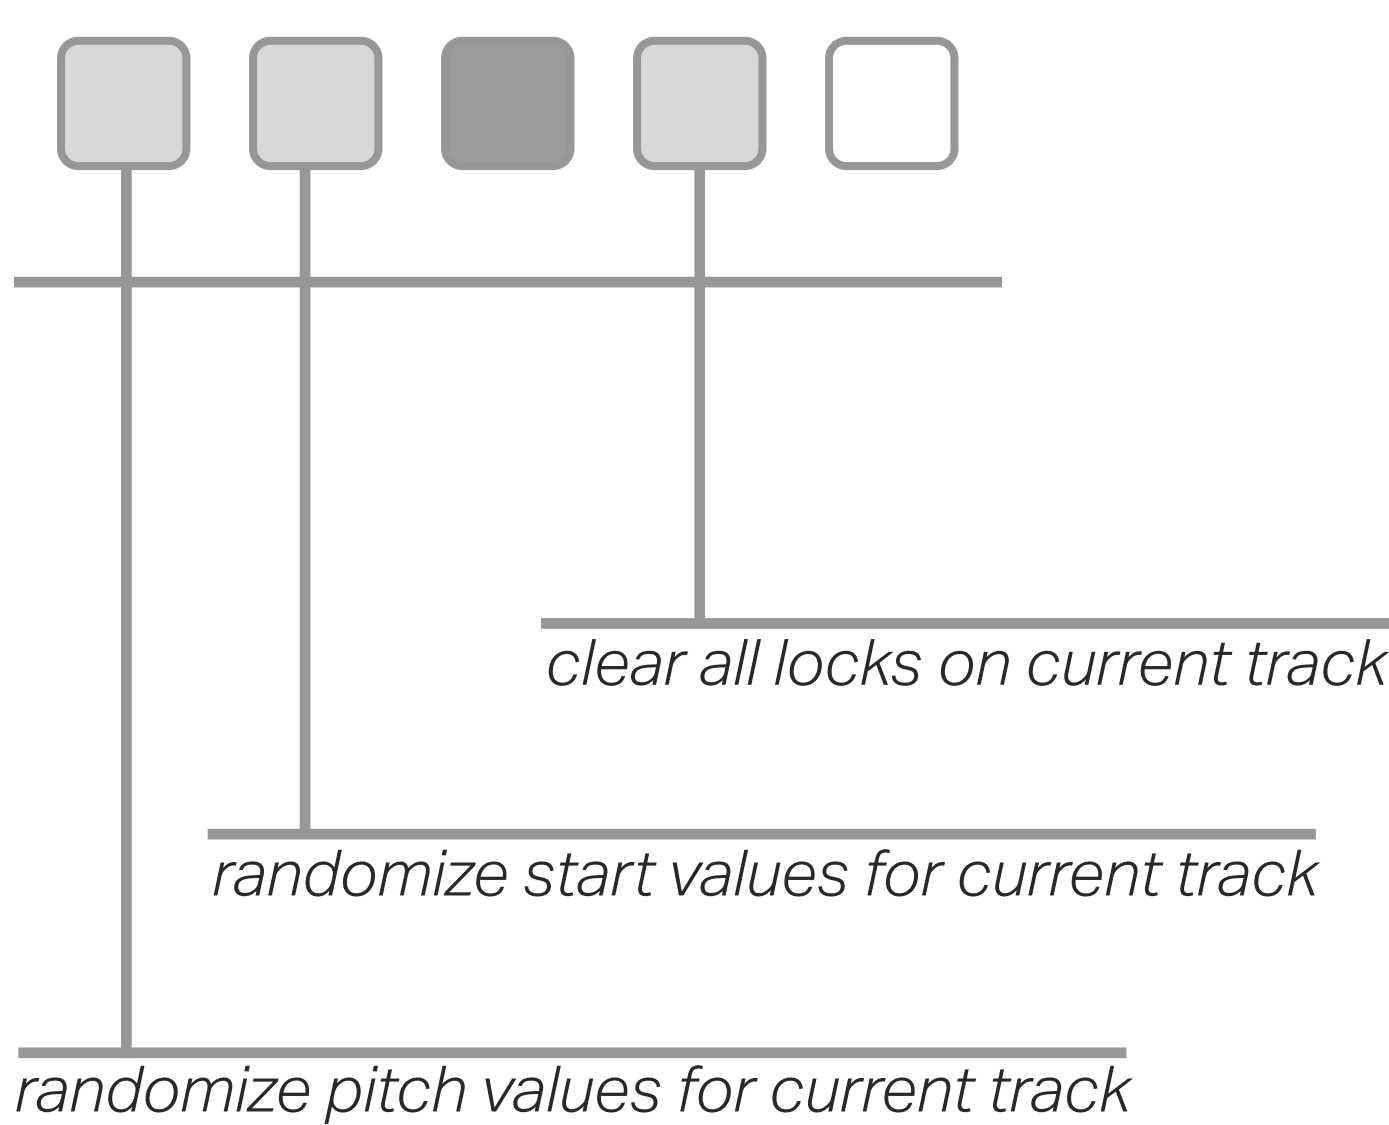 clear all locks on current track
randomize start values for current track
randomize pitch values for current track